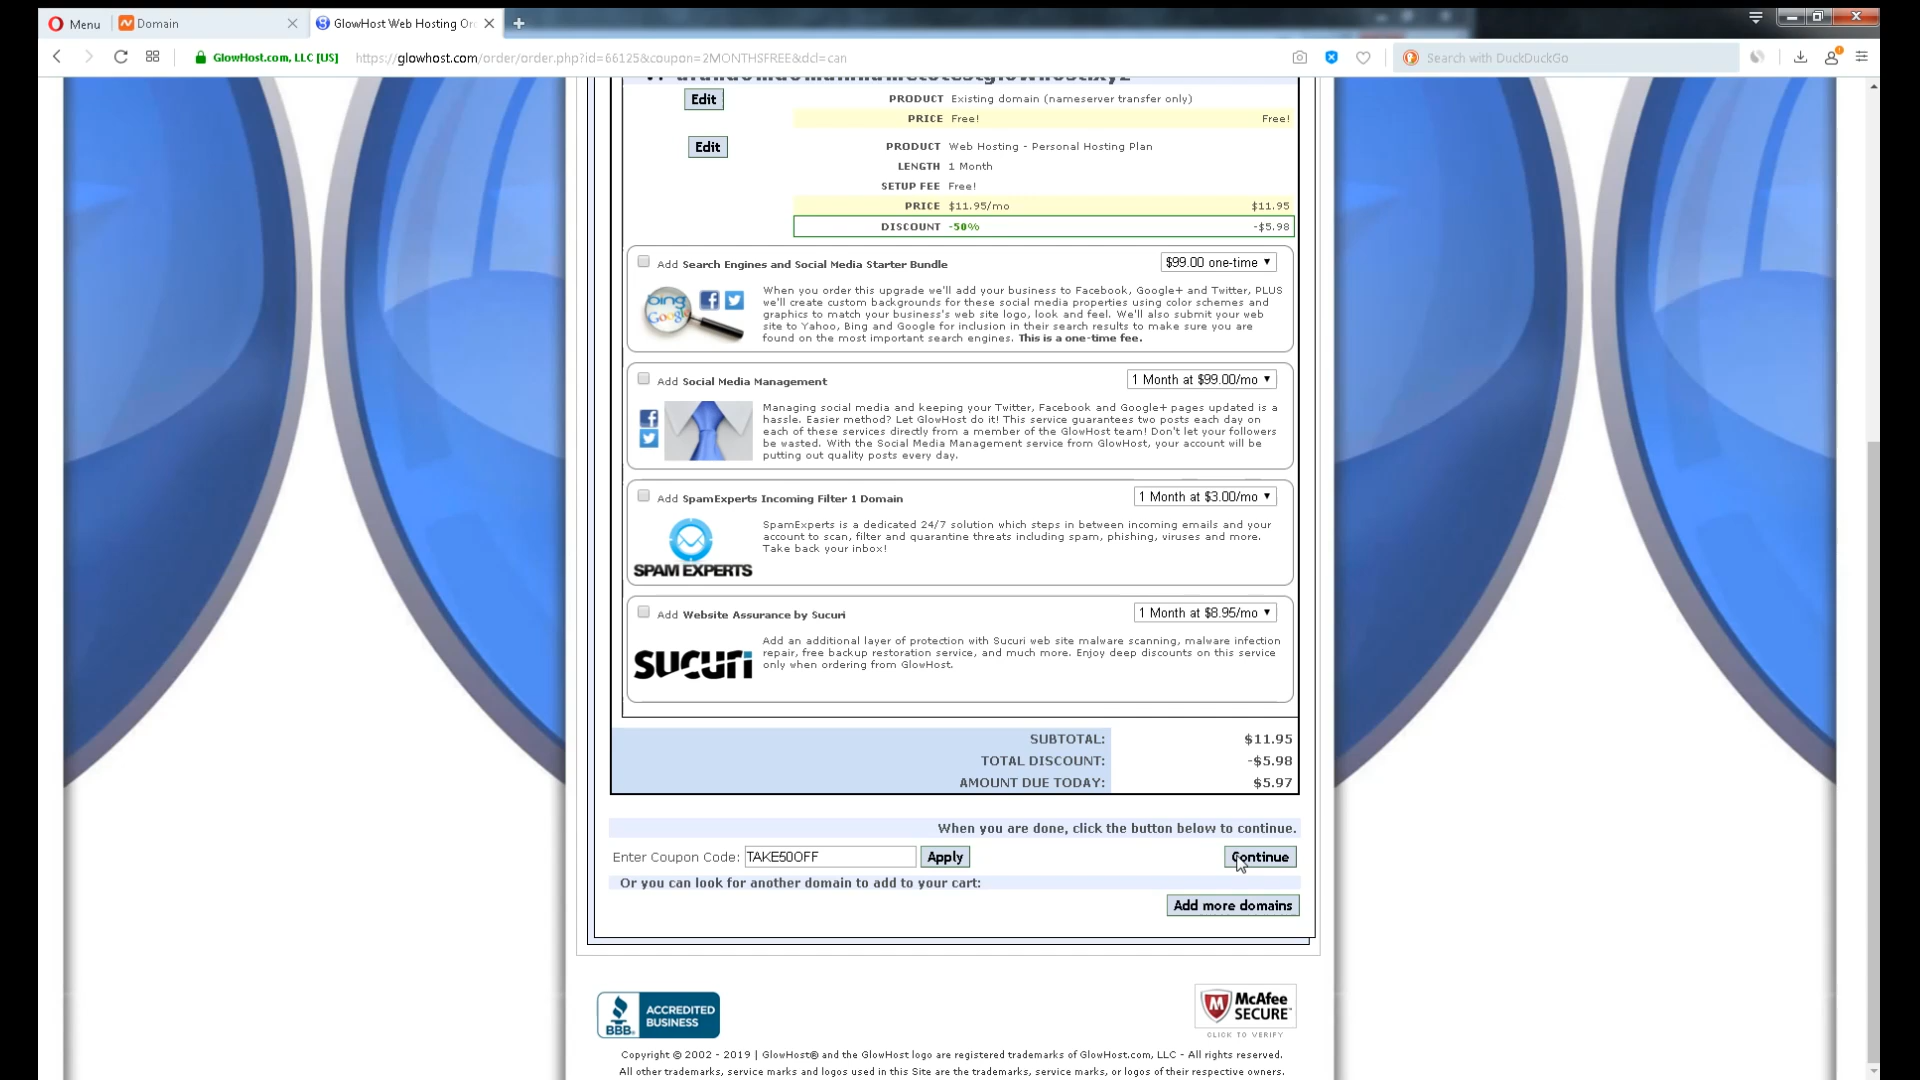 Menu
Domain
GlowHost Web Hosting Or
GlowHost.com, LLC [US]
https://glowhost.com/order/order.php?id=66125&coupon=2MONTHSFREE&dcl=can
Search with DuckDuckGo
Edit
PRODUCT Existing domain (nameserver transfer only)
PRICE Free! Free!
Edit
PRODUCT Web Hosting - Personal Hosting Plan
LENGTH 1 Month
SETUP FEE Free!
PRICE $11.95/mo $11.95
DISCOUNT -50% -$5.98
Add Search Engines and Social Media Starter Bundle
$99.00 one-time
bing
Google
When you order this upgrade we'll add your business to Facebook, Google+ and Twitter, PLUS
we'll create custom backgrounds for these social media properties using color schemes and
graphics to match your business's web site logo, look and feel. We'll also submit your web
site to Yahoo, Bing and Google for inclusion in their search results to make sure you are
found on the most important search engines. This is a one-time fee.
Add Social Media Management
1 Month at $99.00/mo
Managing social media and keeping your Twitter, Facebook and Google+ pages updated is a
hassle. Easier method? Let GlowHost do it! This service guarantees two posts each day on
each of these services directly from a member of the GlowHost team! Don't let your followers
be wasted. With the Social Media Management service from GlowHost, your account will be
putting out quality posts every day.
Add SpamExperts Incoming Filter 1 Domain
1 Month at $3.00/mo
SPAM EXPERTS
SpamExperts is a dedicated 24/7 solution which steps in between incoming emails and your
account to scan, filter and quarantine threats including spam, phishing, viruses and more.
Take back your inbox!
Add Website Assurance by Sucuri
1 Month at $8.95/mo
SUCURI
Add an additional layer of protection with Sucuri web site malware scanning, malware infection
repair, free backup restoration service, and much more. Enjoy deep discounts on this service
only when ordering from GlowHost.
SUBTOTAL: $11.95
TOTAL DISCOUNT: -$5.98
AMOUNT DUE TODAY: $5.97
When you are done, click the button below to continue.
Enter Coupon Code: TAKE50OFF Apply Continue
Or you can look for another domain to add to your cart:
Add more domains
BBB.
ACCREDITED
BUSINESS
McAfee
SECURE
CLICK TO VERIFY
Copyright © 2002 - 2019 | GlowHost® and the GlowHost logo are registered trademarks of GlowHost.com, LLC - All rights reserved.
All other trademarks, service marks and logos used in this Site are the trademarks, service marks, or logos of their respective owners.